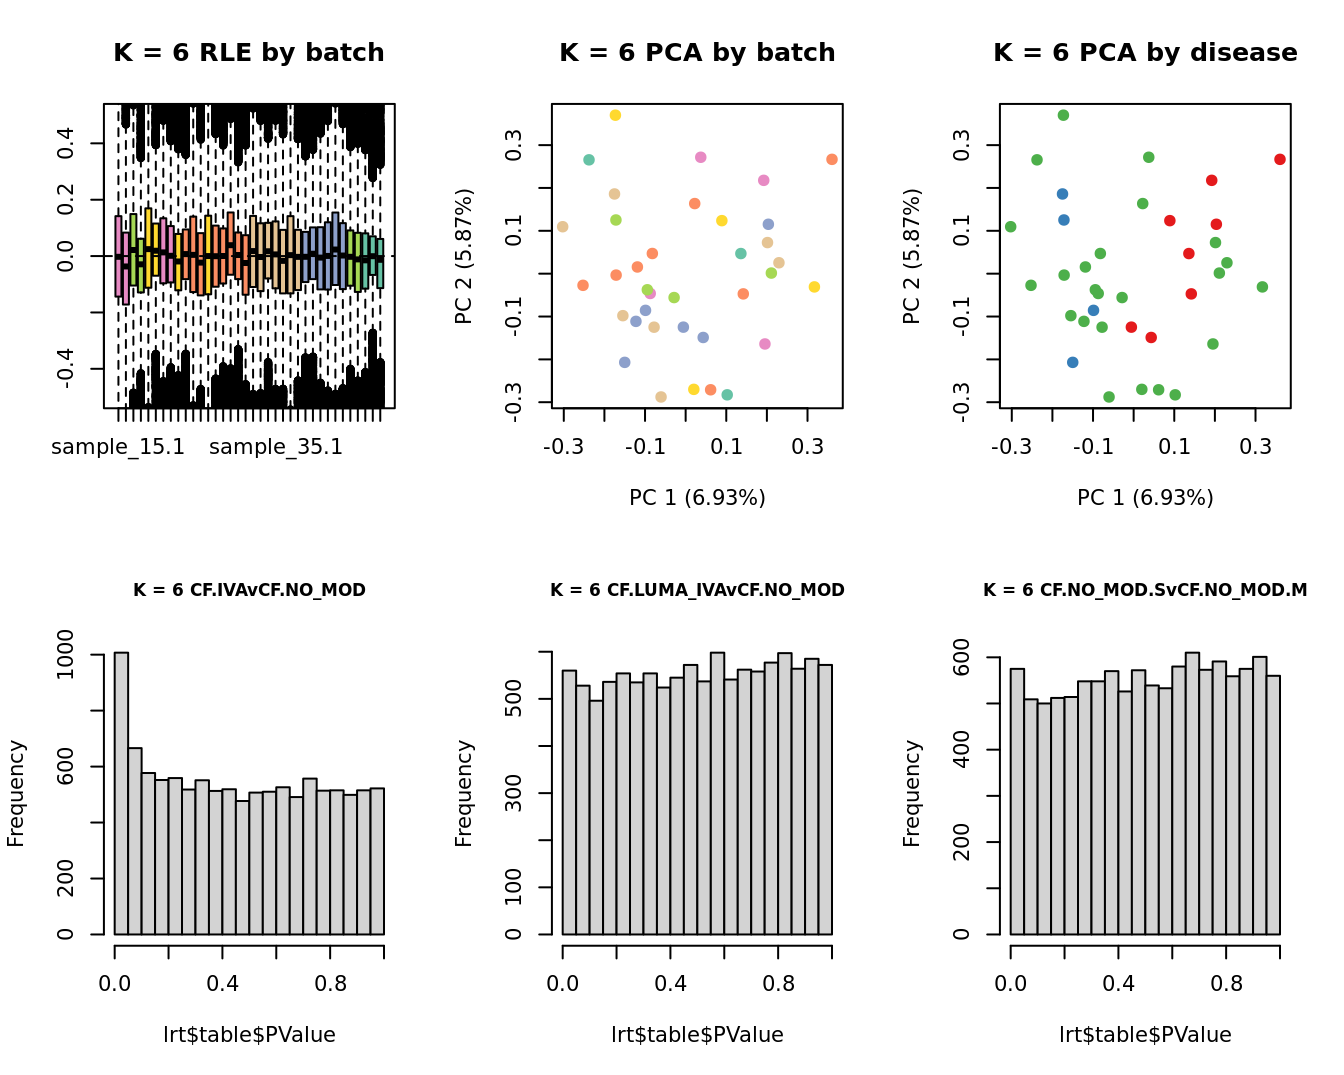 K = 6 RLE by batch
0.4
0.2
0.0
-0.4
sample_15.1 sample_35.1
K = 6 PCA by batch
PC 2 (5.87%)
0.3
0.1
-0.1
-0.3
-0.3 -0.1 0.1 0.3
PC 1 (6.93%)
K = 6 PCA by disease
PC 2 (5.87%)
0.3
0.1
-0.1
-0.3
-0.3 -0.1 0.1 0.3
PC 1 (6.93%)
K = 6 CF.IVAvCF.NO_MOD
Frequency
1000
600
200
0
0.0 0.4 0.8
lrt$table$PValue
K = 6 CF.LUMA_IVAvCF.NO_MOD
Frequency
500
300
100
0
0.0 0.4 0.8
lrt$table$PValue
K = 6 CF.NO_MOD.SvCF.NO_MOD.M
Frequency
600
400
200
0
0.0 0.4 0.8
lrt$table$PValue